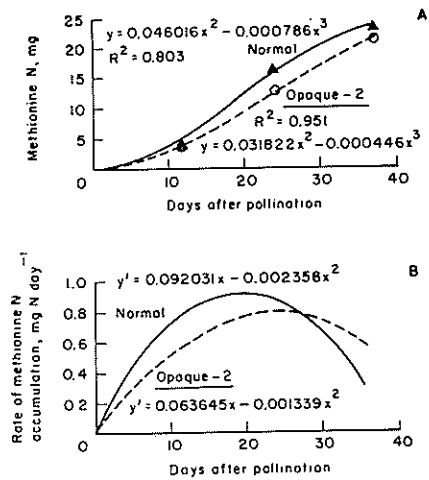 A
y = 0.046016x² − 0.000786x³
R² = 0.803
Normal
Opaque-2
R² = 0.951
y = 0.031822x² − 0.000446x³
Methionine N, mg
25
20
15
10
5
0
10
20
30
40
Days after pollination
B
y' = 0.092031x − 0.002358x²
Normal
Opaque-2
y' = 0.063645x − 0.001339x²
Rate of methionine N
accumulation, mg N day⁻¹
1.0
0.8
0.6
0.4
0.2
0
0
10
20
30
40
Days after pollination